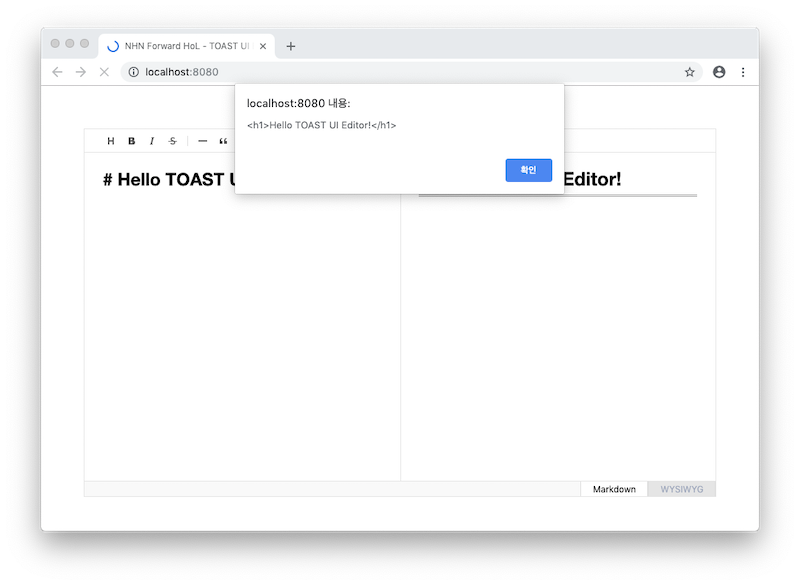 NHN Forward HoL - TOAST UI
localhost:8080
localhost:8080 내용:
<h1>Hello TOAST UI Editor!</h1>
확인
H B I S — “
# Hello TOAST U
Editor!
Markdown WYSIWYG